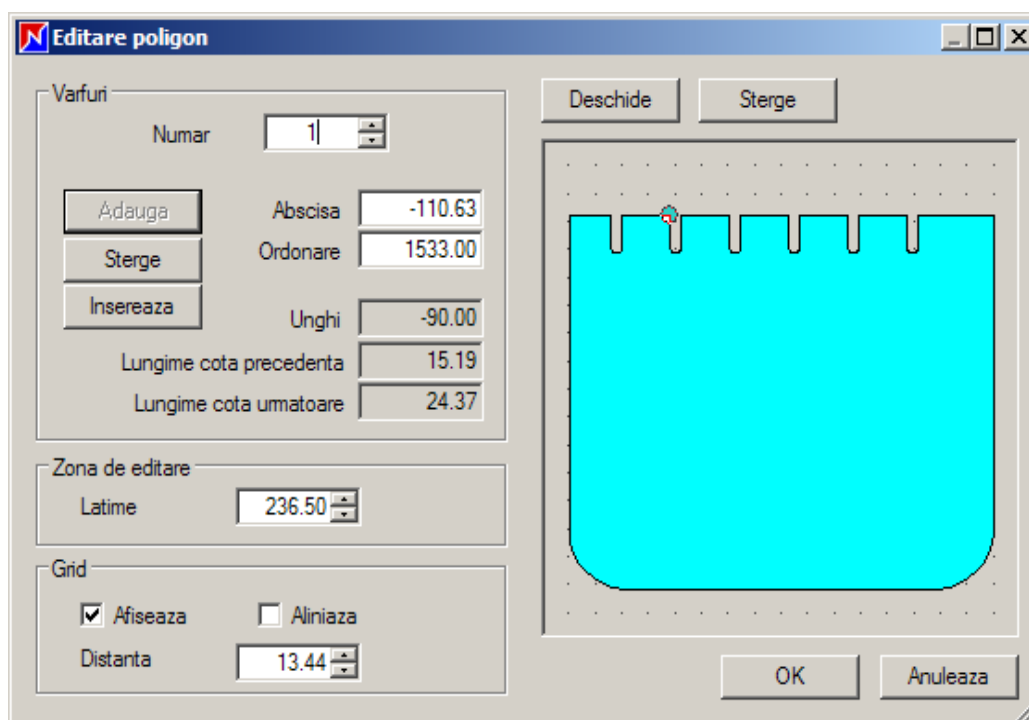 Editare poligon
Varfuri
Numar 1
Adauga
Sterge
Insereaza
Abscisa -110.63
Ordonare 1533.00
Unghi -90.00
Lungime cota precedenta 15.19
Lungime cota urmatoare 24.37
Zona de editare
Latime 236.50
Grid
Afiseaza Aliniaza
Distanta 13.44
Deschide Sterge
OK Anuleaza